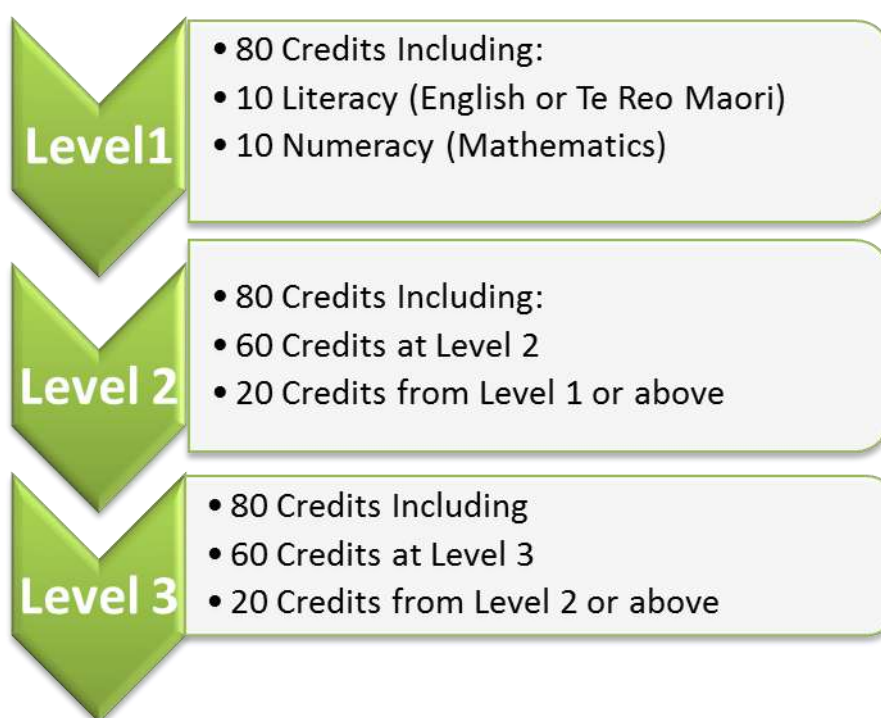 Level1
• 80 Credits Including:
• 10 Literacy (English or Te Reo Maori)
• 10 Numeracy (Mathematics)
Level 2
• 80 Credits Including:
• 60 Credits at Level 2
• 20 Credits from Level 1 or above
Level 3
• 80 Credits Including
• 60 Credits at Level 3
• 20 Credits from Level 2 or above